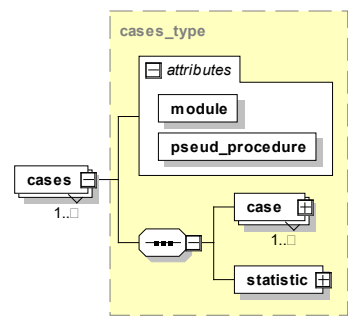 cases_type
attributes
module
pseud_procedure
cases
1..□
case
1..□
statistic